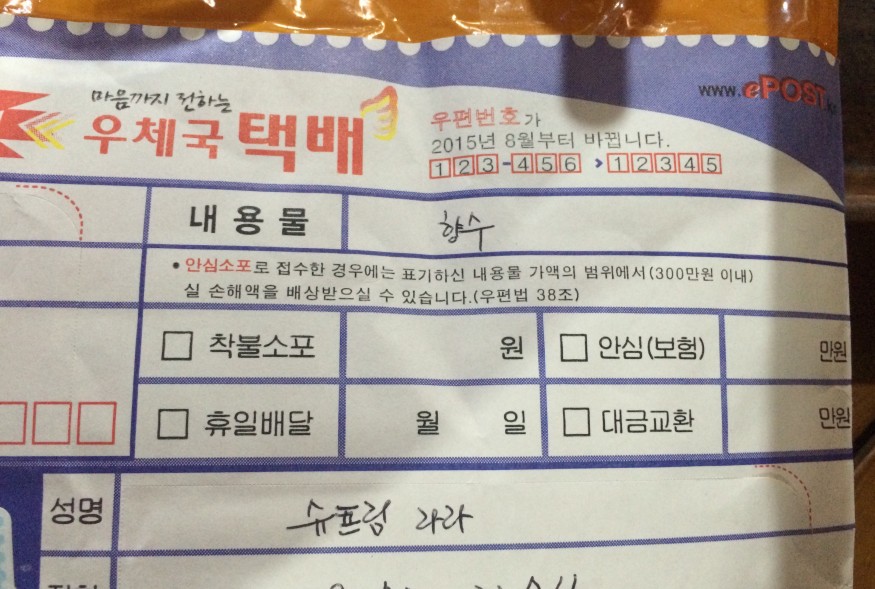 마음까지 전하는
우체국 택배
www.ePOST
우편번호가
2015년 8월부터 바뀝니다.
123-456 > 12345
내용물 향수
• 안심소포로 접수한 경우에는 표기하신 내용물 가액의 범위에서(300만원 이내)
실 손해액을 배상받으실 수 있습니다.(우편법 38조)
착불소포 원 안심(보험) 만원
휴일배달 월 일 대금교환 만원
성명 슈프림 라라